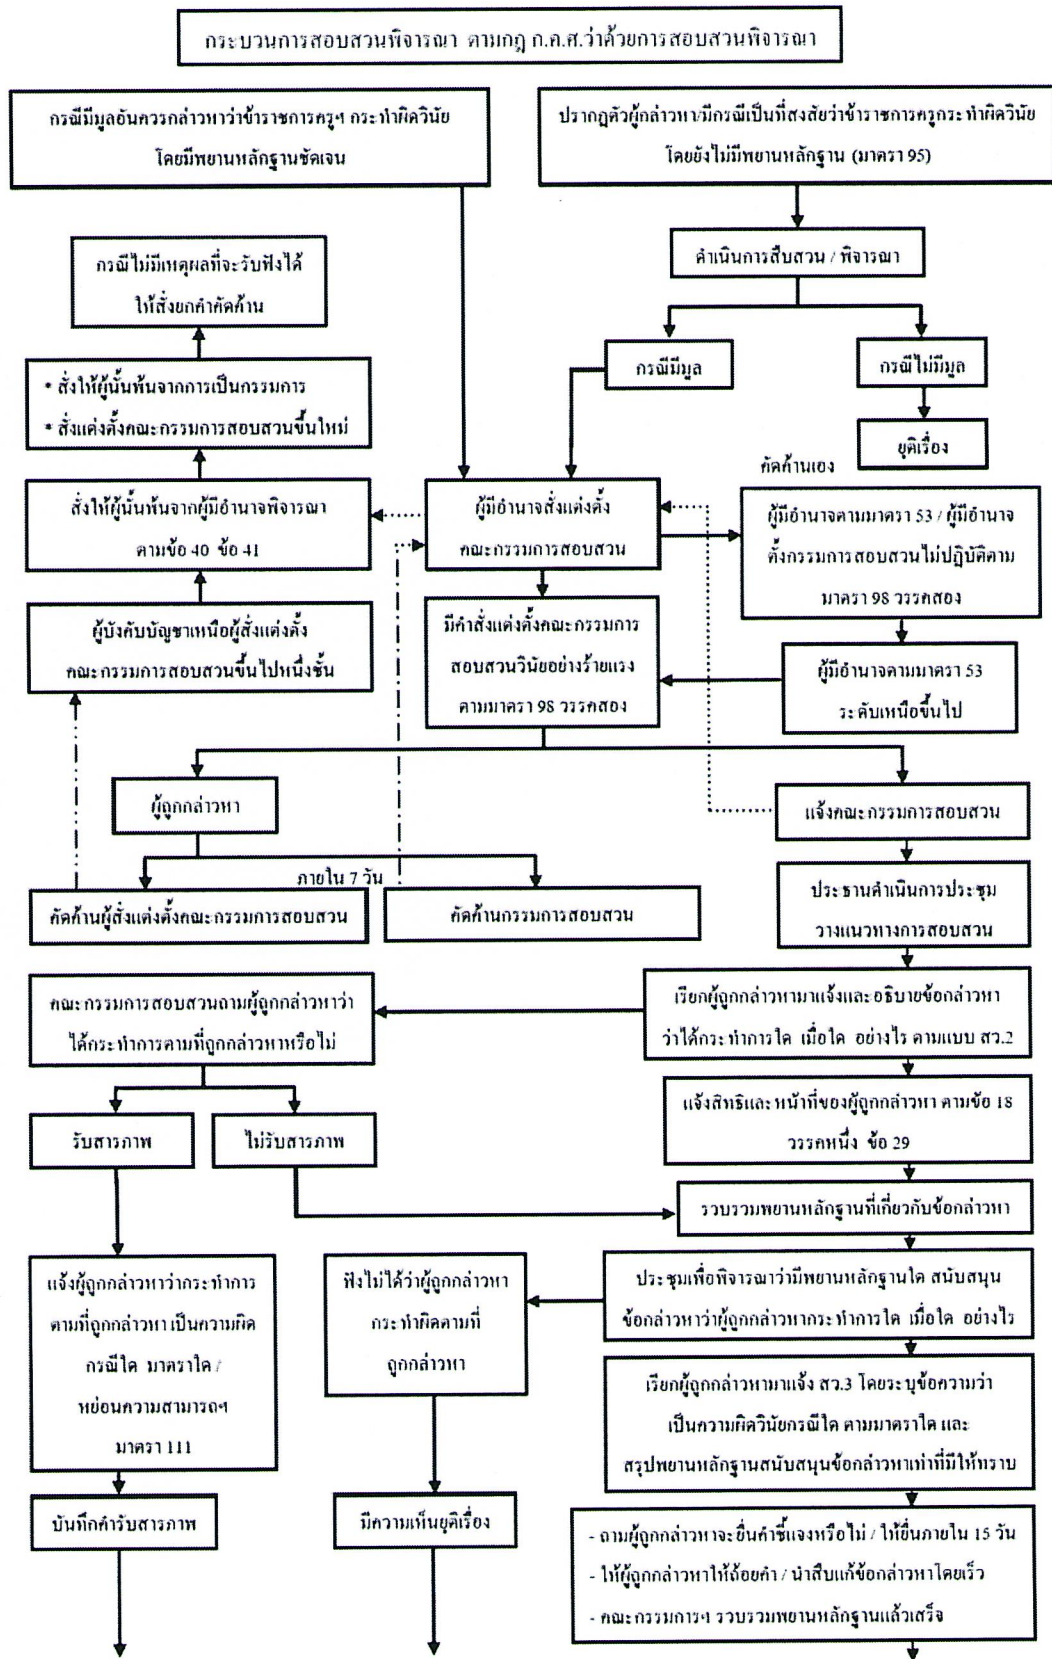 กระบวนการสอบสวนพิจารณา ตามกฎ ก.ค.ศ.ว่าด้วยการสอบสวนพิจารณา
กรณีมีมูลอันควรกล่าวหาว่าข้าราชการครูฯ กระทำผิดวินัย
โดยมีพยานหลักฐานชัดเจน
ปรากฏตัวผู้กล่าวหา/มีกรณีเป็นที่สงสัยว่าข้าราชการครูกระทำผิดวินัย
โดยยังไม่มีพยานหลักฐาน (มาตรา 95)
ดำเนินการสืบสวน / พิจารณา
กรณีไม่มีเหตุผลที่จะรับฟังได้
ให้สั่งยกคำคัดค้าน
กรณีมีมูล
กรณีไม่มีมูล
* สั่งให้ผู้นั้นพ้นจากการเป็นกรรมการ
* สั่งแต่งตั้งคณะกรรมการสอบสวนขึ้นใหม่
ยุติเรื่อง
คัดค้านเอง
สั่งให้ผู้นั้นพ้นจากผู้มีอำนาจพิจารณา
ตามข้อ 40 ข้อ 41
ผู้มีอำนาจสั่งแต่งตั้ง
คณะกรรมการสอบสวน
ผู้มีอำนาจตามมาตรา 53 / ผู้มีอำนาจ
ตั้งกรรมการสอบสวนไม่ปฏิบัติตาม
มาตรา 98 วรรคสอง
ผู้บังคับบัญชาเหนือผู้สั่งแต่งตั้ง
คณะกรรมการสอบสวนขึ้นไปหนึ่งชั้น
มีคำสั่งแต่งตั้งคณะกรรมการ
สอบสวนวินัยอย่างร้ายแรง
ตามมาตรา 98 วรรคสอง
ผู้มีอำนาจตามมาตรา 53
ระดับเหนือขึ้นไป
ผู้ถูกกล่าวหา
แจ้งคณะกรรมการสอบสวน
ภายใน 7 วัน
คัดค้านผู้สั่งแต่งตั้งคณะกรรมการสอบสวน
คัดค้านกรรมการสอบสวน
ประธานดำเนินการประชุม
วางแนวทางการสอบสวน
คณะกรรมการสอบสวนถามผู้ถูกกล่าวหาว่า
ได้กระทำการตามที่ถูกกล่าวหาหรือไม่
เรียกผู้ถูกกล่าวหามาแจ้งและอธิบายข้อกล่าวหา
ว่าได้กระทำการใด เมื่อใด อย่างไร ตามแบบ สว.2
แจ้งสิทธิและหน้าที่ของผู้ถูกกล่าวหา ตามข้อ 18
วรรคหนึ่ง ข้อ 29
รับสารภาพ
ไม่รับสารภาพ
รวบรวมพยานหลักฐานที่เกี่ยวกับข้อกล่าวหา
แจ้งผู้ถูกกล่าวหาว่ากระทำการ
ตามที่ถูกกล่าวหา เป็นความผิด
กรณีใด มาตราใด /
หย่อนความสามารถฯ
มาตรา 111
ฟังไม่ได้ว่าผู้ถูกกล่าวหา
กระทำผิดตามที่
ถูกกล่าวหา
ประชุมเพื่อพิจารณาว่ามีพยานหลักฐานใด สนับสนุน
ข้อกล่าวหาว่าผู้ถูกกล่าวหากระทำการใด เมื่อใด อย่างไร
เรียกผู้ถูกกล่าวหามาแจ้ง สว.3 โดยระบุข้อความว่า
เป็นความผิดวินัยกรณีใด ตามมาตราใด และ
สรุปพยานหลักฐานสนับสนุนข้อกล่าวหาเท่าที่มีให้ทราบ
บันทึกคำรับสารภาพ
มีความเห็นยุติเรื่อง
- ถามผู้ถูกกล่าวหาจะยื่นคำชี้แจงหรือไม่ / ให้ยื่นภายใน 15 วัน
- ให้ผู้ถูกกล่าวหาให้ถ้อยคำ / นำสืบแก้ข้อกล่าวหาโดยเร็ว
- คณะกรรมการฯ รวบรวมพยานหลักฐานแล้วเสร็จ